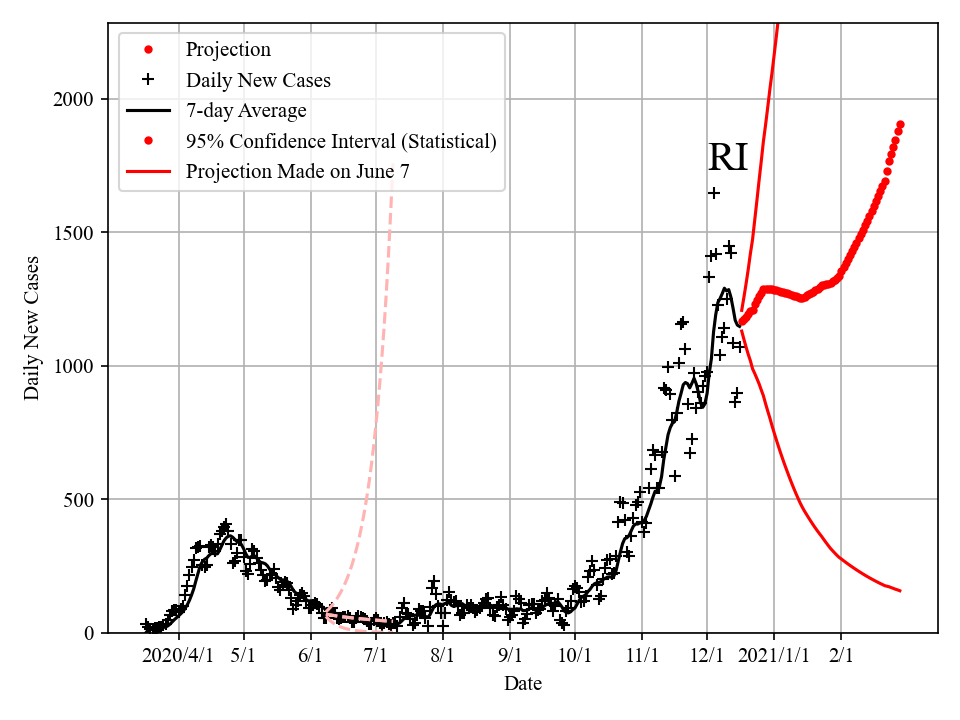 Projection
Daily New Cases
7-day Average
95% Confidence Interval (Statistical)
Projection Made on June 7
RI
2000
1500
1000
500
0
Daily New Cases
2020/4/1 5/1 6/1 7/1 8/1 9/1 10/1 11/1 12/1 2021/1/1 2/1
Date